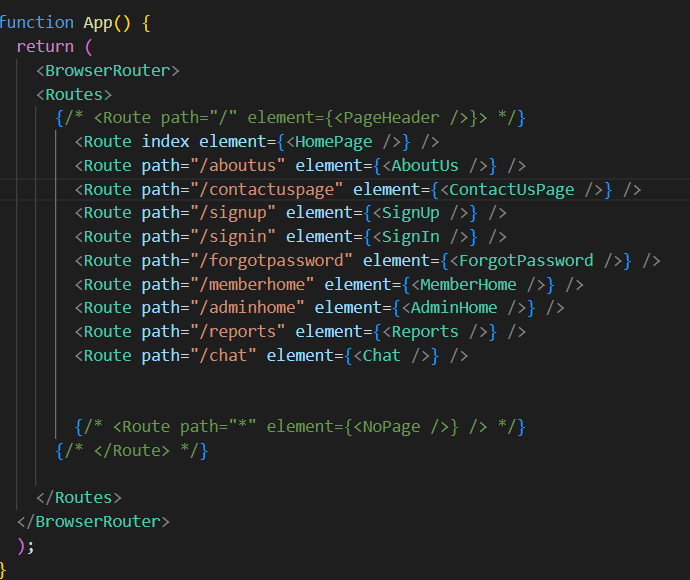 function App() {
  return (
    <BrowserRouter>
    <Routes>
      {/* <Route path="/" element={<PageHeader />}> */}
        <Route index element={<HomePage />} />
        <Route path="/aboutus" element={<AboutUs />} />
        <Route path="/contactuspage" element={<ContactUsPage />} />
        <Route path="/signup" element={<SignUp />} />
        <Route path="/signin" element={<SignIn />} />
        <Route path="/forgotpassword" element={<ForgotPassword />} />
        <Route path="/memberhome" element={<MemberHome />} />
        <Route path="/adminhome" element={<AdminHome />} />
        <Route path="/reports" element={<Reports />} />
        <Route path="/chat" element={<Chat />} />
        {/* <Route path="*" element={<NoPage />} /> */}
      {/* </Route> */}
    </Routes>
  </BrowserRouter>
  );
}